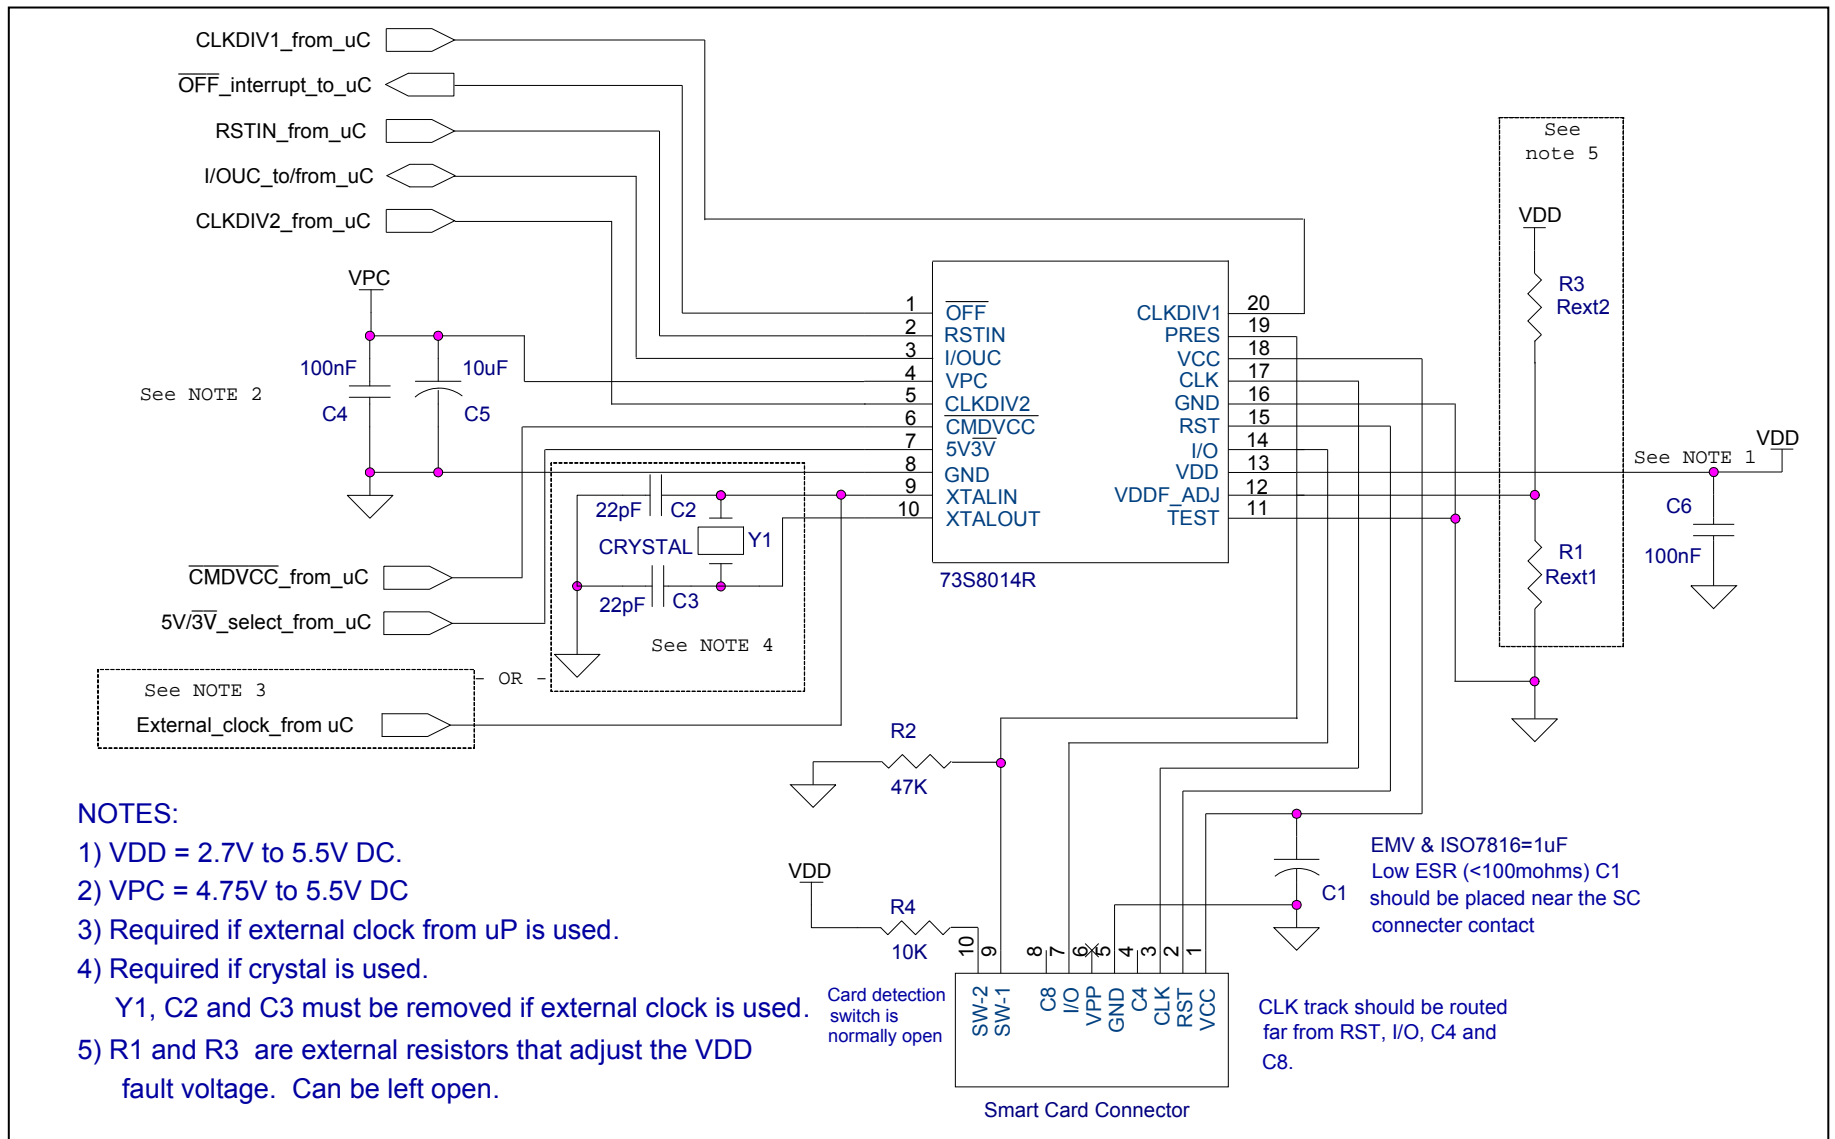 CLKDIV1_from_uC
OFF_interrupt_to_uC
RSTIN_from_uC
I/OUC_to/from_uC
CLKDIV2_from_uC
VPC
100nF
C4
10uF
C5
See NOTE 2
1
2
3
4
5
6
7
8
9
10
OFF
RSTIN
I/OUC
VPC
CLKDIV2
CMDVCC
5V3V
GND
XTALIN
XTALOUT
CLKDIV1
PRES
VCC
CLK
GND
RST
I/O
VDD
VDDF_ADJ
TEST
20
19
18
17
16
15
14
13
12
11
73S8014R
See
note 5
VDD
R3
Rext2
R1
Rext1
See NOTE 1
VDD
C6
100nF
22pF
C2
CRYSTAL
Y1
22pF
C3
See NOTE 4
CMDVCC_from_uC
5V/3V_select_from_uC
- OR -
See NOTE 3
External_clock_from uC
R2
47K
VDD
R4
10K
C1
EMV & ISO7816=1uF
Low ESR (<100mohms) C1
should be placed near the SC
connecter contact
10
9
8
7
6
5
4
3
2
1
SW-2
SW-1
C8
I/O
VPP
GND
C4
CLK
RST
VCC
Card detection
switch is
normally open
CLK track should be routed
far from RST, I/O, C4 and
C8.
Smart Card Connector
NOTES:
1) VDD = 2.7V to 5.5V DC.
2) VPC = 4.75V to 5.5V DC
3) Required if external clock from uP is used.
4) Required if crystal is used.
Y1, C2 and C3 must be removed if external clock is used.
5) R1 and R3 are external resistors that adjust the VDD
fault voltage. Can be left open.